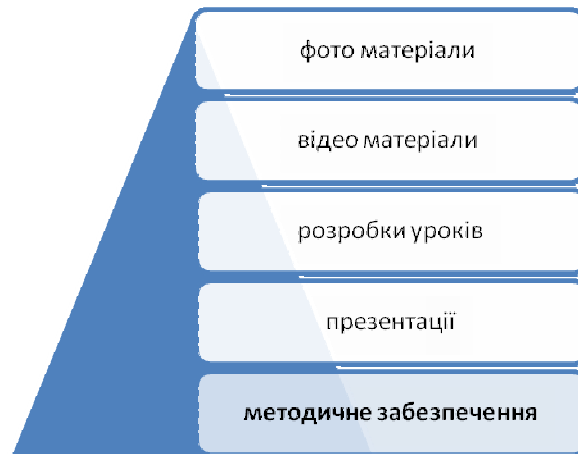 фото матеріали
відео матеріали
розробки уроків
презентації
методичне забезпечення